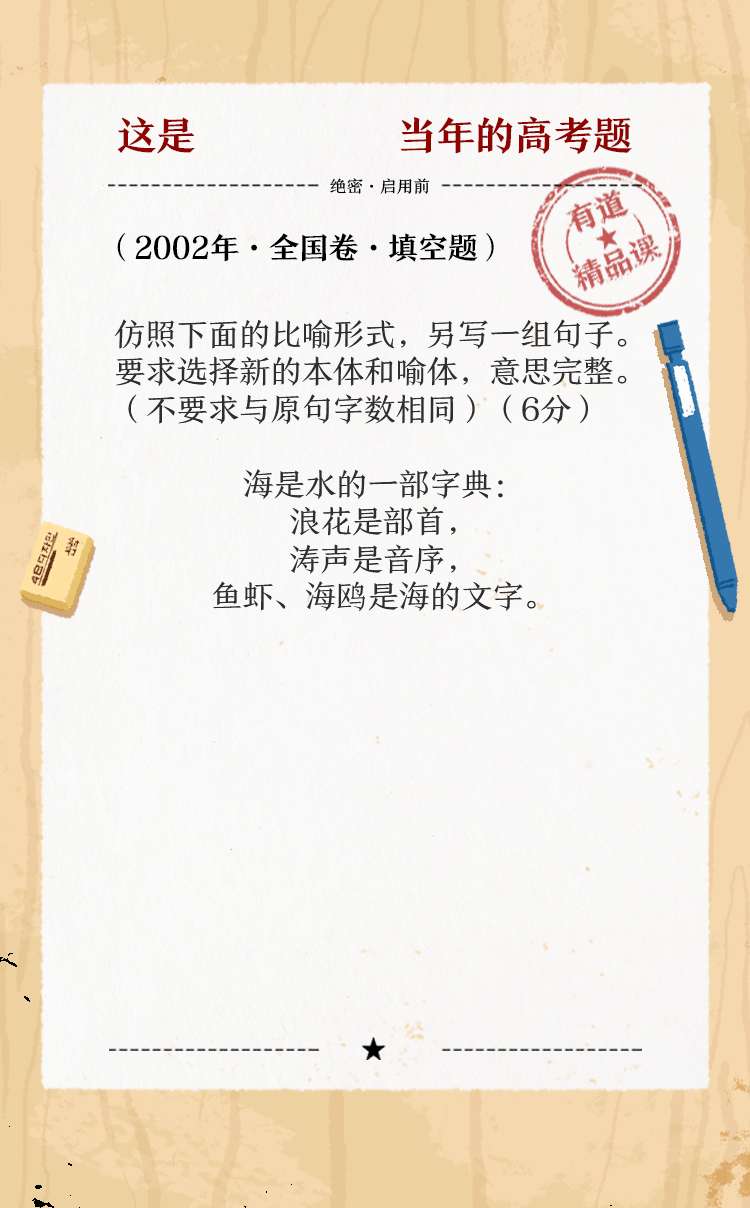 这是 当年的高考题
绝密·启用前
有道
精品课
（2002年·全国卷·填空题）
仿照下面的比喻形式，另写一组句子。
要求选择新的本体和喻体，意思完整。
（不要求与原句字数相同）（6分）
海是水的一部字典：
浪花是部首，
涛声是音序，
鱼虾、海鸥是海的文字。